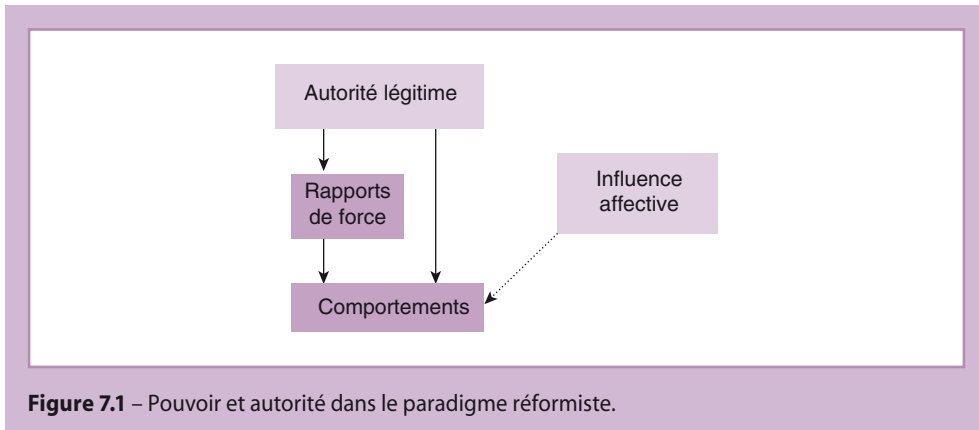 Autorité légitime
Rapports
de force
Influence
affective
Comportements
Figure 7.1 – Pouvoir et autorité dans le paradigme réformiste.